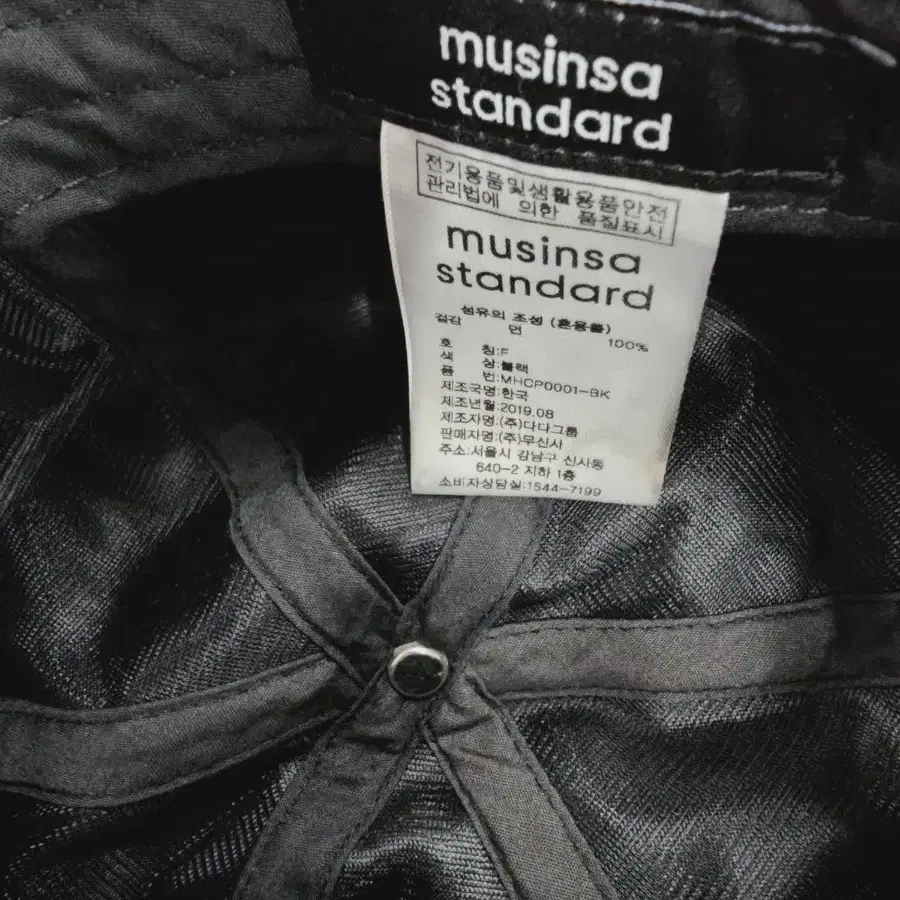 musinsa
standard
전기용품및생활용품안전
관리법에 의한 품질표시
musinsa
standard
섬유의 조성 (혼용률)
겉감 면 100%
호 칭:F
색 상:블랙
품 번:MHCP0001-BK
제조국명:한국
제조년월:2019.08
제조자명:(주)다다그룹
판매자명:(주)무신사
주소:서울시 강남구 신사동
640-2 지하 1층
소비자상담실:1544-7199